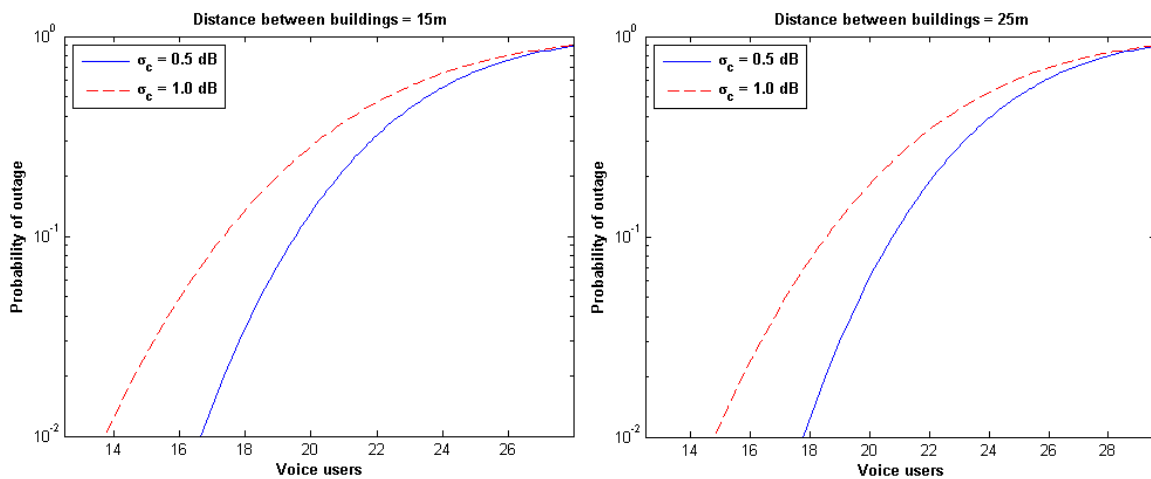 Distance between buildings = 15m
σc = 0.5 dB
σc = 1.0 dB
10^0
10^-1
10^-2
Probability of outage
14 16 18 20 22 24 26
Voice users
Distance between buildings = 25m
σc = 0.5 dB
σc = 1.0 dB
10^0
10^-1
10^-2
Probability of outage
14 16 18 20 22 24 26 28
Voice users